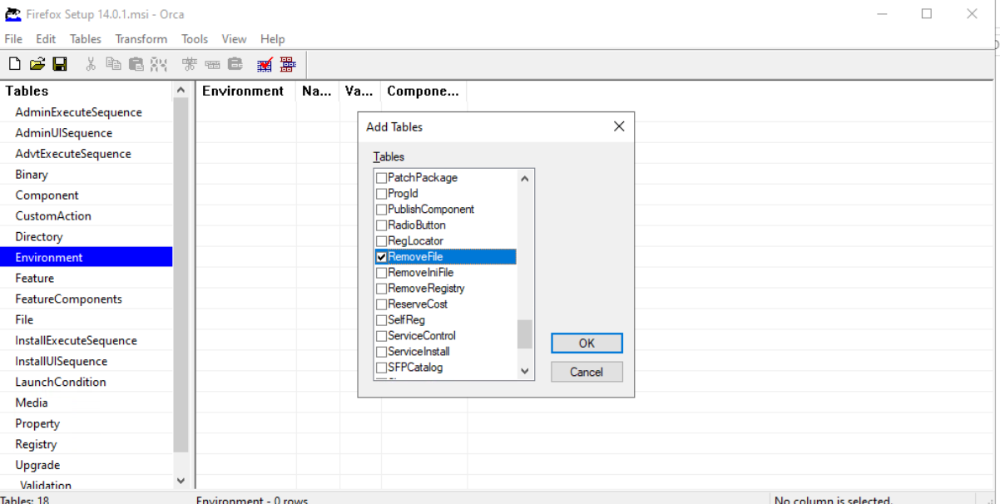 Firefox Setup 14.0.1.msi - Orca
File Edit Tables Transform Tools View Help
Tables
AdminExecuteSequence
AdminUISequence
AdvtExecuteSequence
Binary
Component
CustomAction
Directory
Environment
Feature
FeatureComponents
File
InstallExecuteSequence
InstallUISequence
LaunchCondition
Media
Property
Registry
Upgrade
_Validation
Environment Na... Va... Compone...
Add Tables
Tables
PatchPackage
ProgId
PublishComponent
RadioButton
RegLocator
RemoveFile
RemoveIniFile
RemoveRegistry
ReserveCost
SelfReg
ServiceControl
ServiceInstall
SFPCatalog
OK
Cancel
Tables: 18 Environment - 0 rows No column is selected.